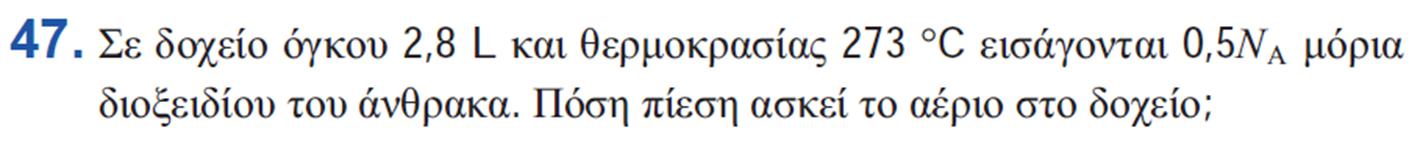 47. Σε δοχείο όγκου 2,8 L και θερμοκρασίας 273 °C εισάγονται 0,5N_A μόρια
διοξειδίου του άνθρακα. Πόση πίεση ασκεί το αέριο στο δοχείο;